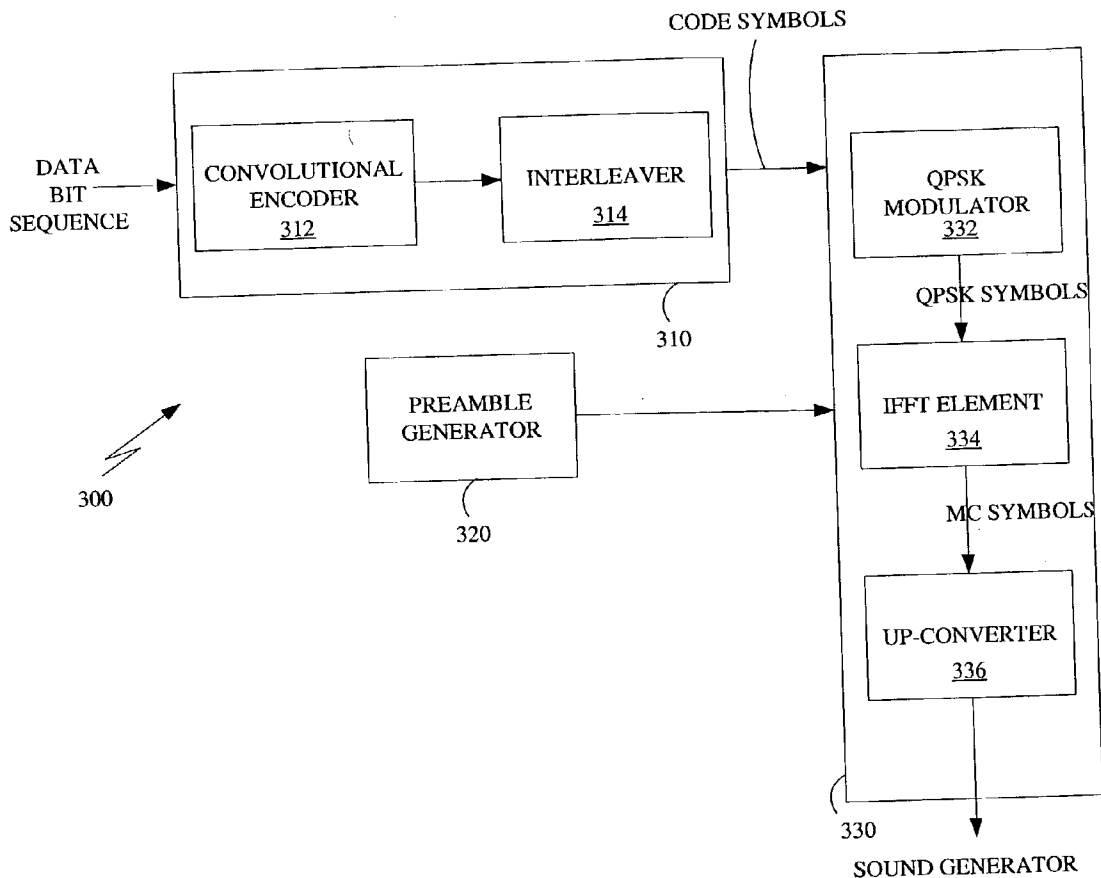 CODE SYMBOLS
DATA
BIT
SEQUENCE
CONVOLUTIONAL
ENCODER
312
INTERLEAVER
314
QPSK
MODULATOR
332
QPSK SYMBOLS
310
PREAMBLE
GENERATOR
320
IFFT ELEMENT
334
300
MC SYMBOLS
UP-CONVERTER
336
330
SOUND GENERATOR